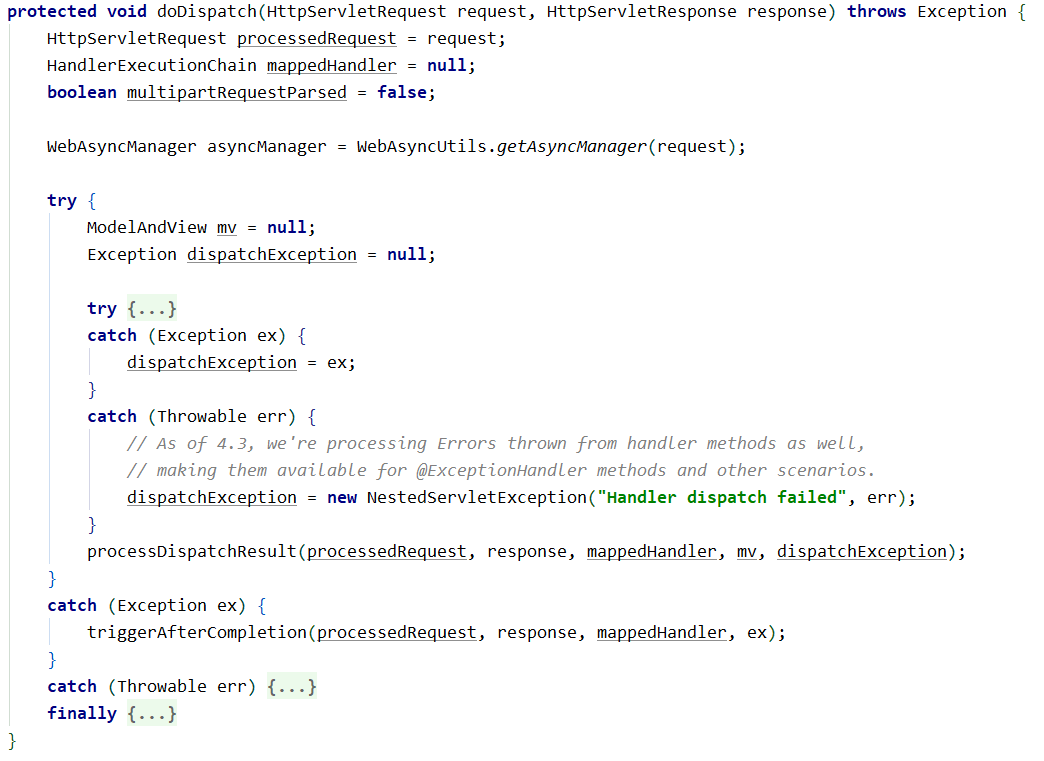 protected void doDispatch(HttpServletRequest request, HttpServletResponse response) throws Exception {
    HttpServletRequest processedRequest = request;
    HandlerExecutionChain mappedHandler = null;
    boolean multipartRequestParsed = false;

    WebAsyncManager asyncManager = WebAsyncUtils.getAsyncManager(request);

    try {
        ModelAndView mv = null;
        Exception dispatchException = null;

        try {...}
        catch (Exception ex) {
            dispatchException = ex;
        }
        catch (Throwable err) {
            // As of 4.3, we're processing Errors thrown from handler methods as well,
            // making them available for @ExceptionHandler methods and other scenarios.
            dispatchException = new NestedServletException("Handler dispatch failed", err);
        }
        processDispatchResult(processedRequest, response, mappedHandler, mv, dispatchException);
    }
    catch (Exception ex) {
        triggerAfterCompletion(processedRequest, response, mappedHandler, ex);
    }
    catch (Throwable err) {...}
    finally {...}
}